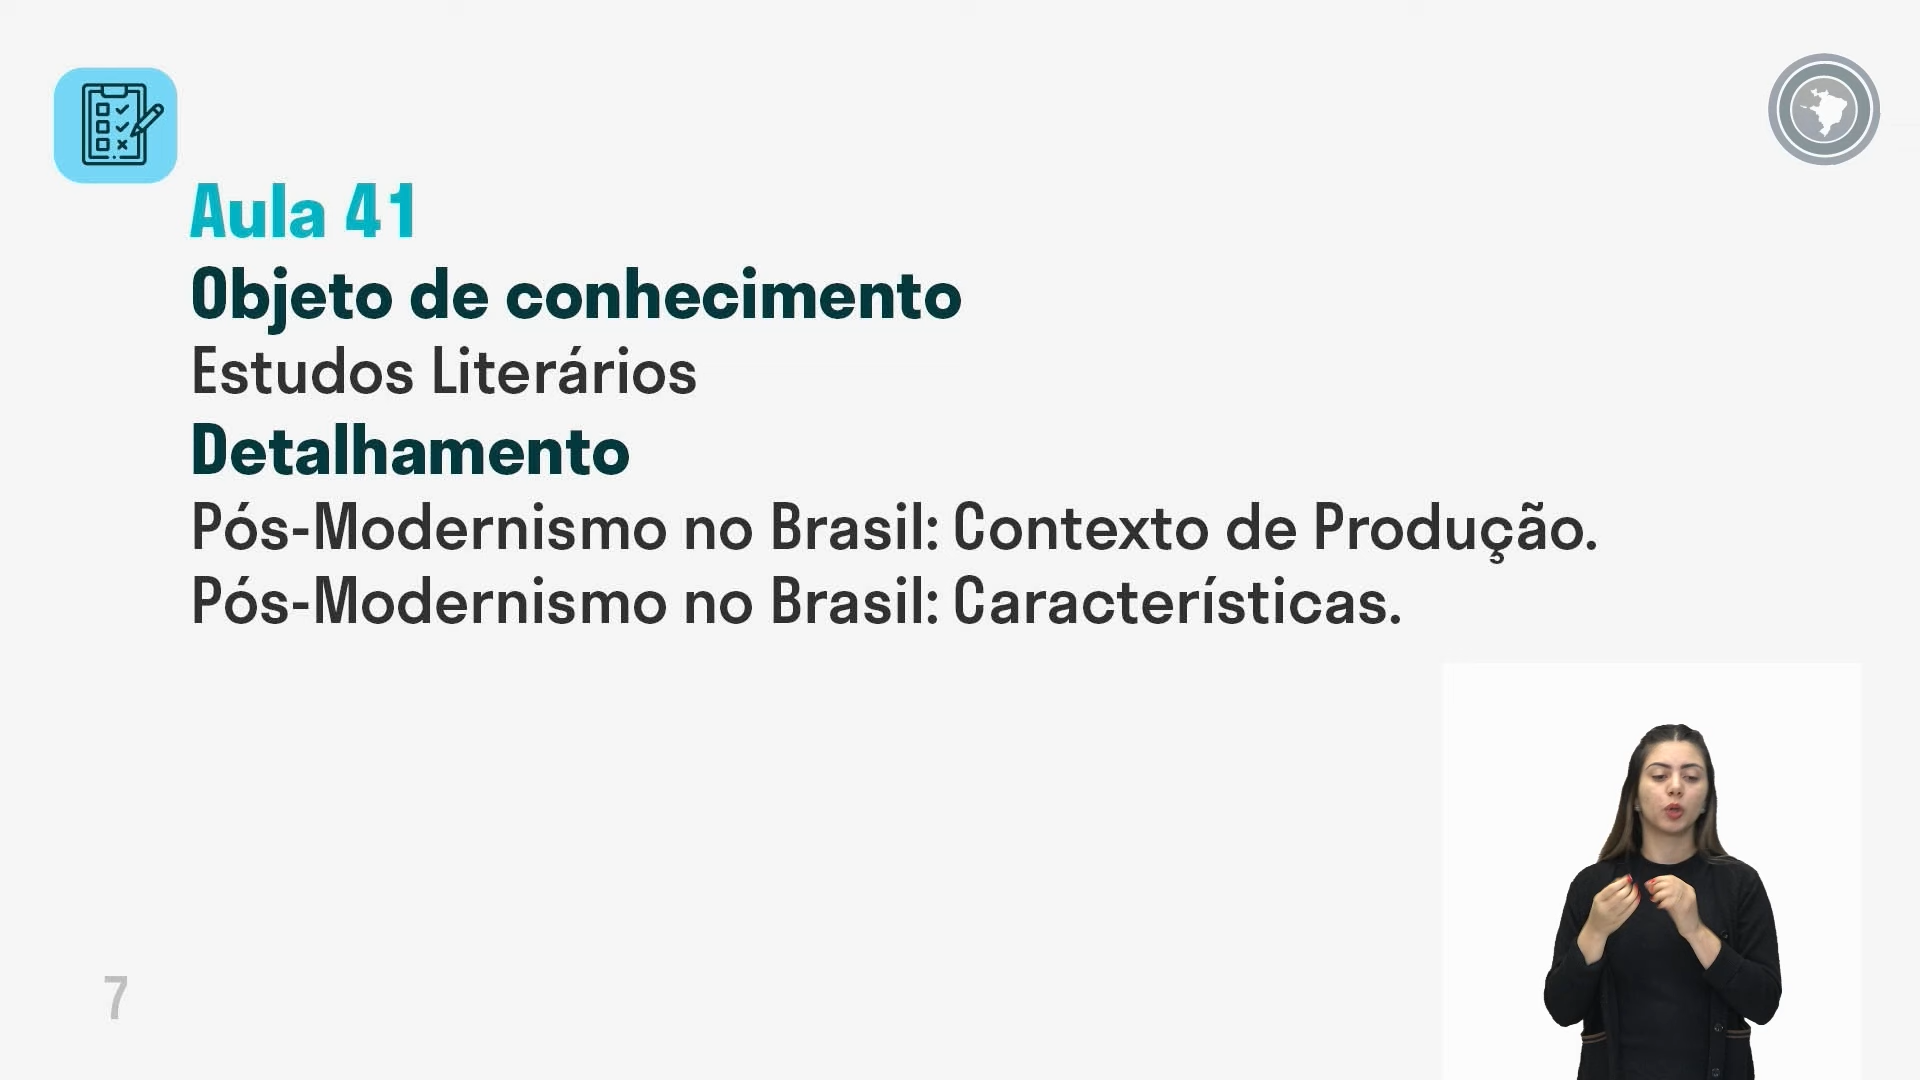 Aula 41
Objeto de conhecimento
Estudos Literários
Detalhamento
Pós-Modernismo no Brasil: Contexto de Produção.
Pós-Modernismo no Brasil: Características.
7